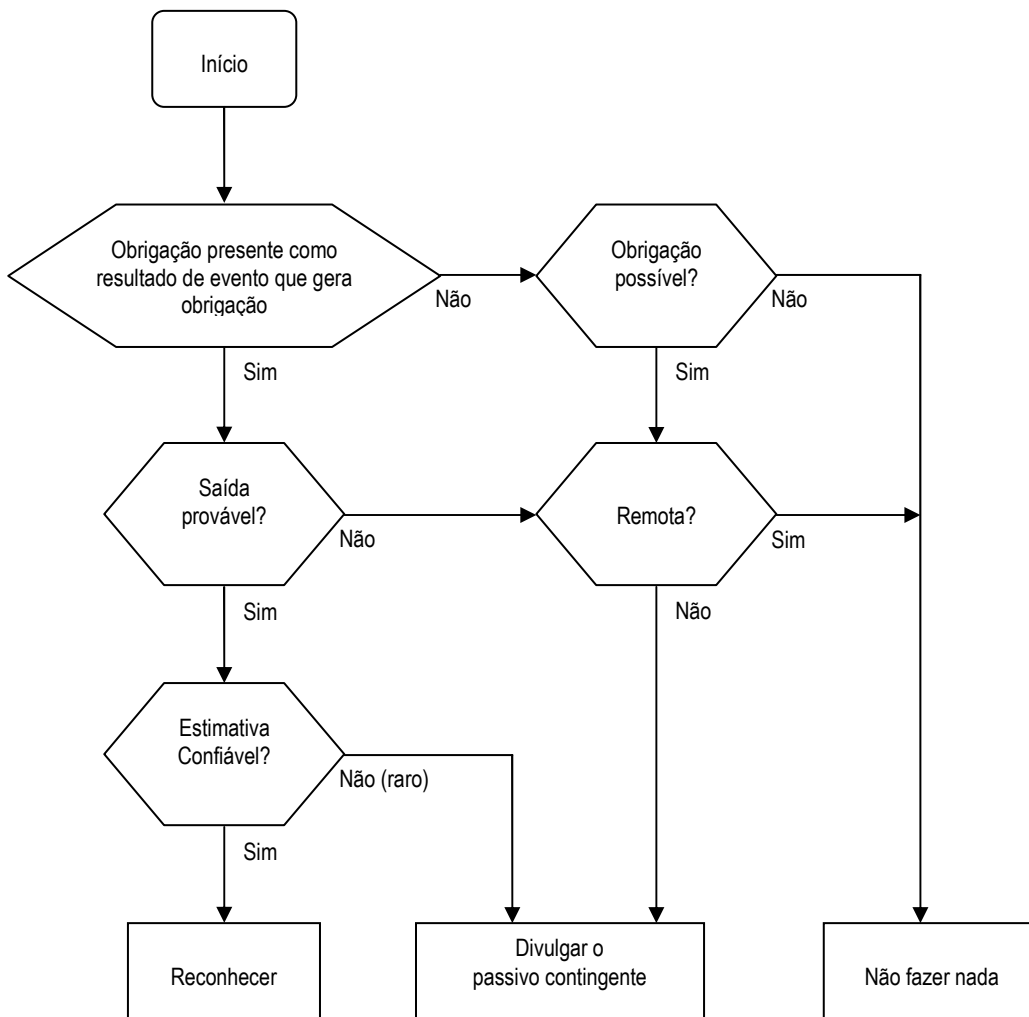 Início
Obrigação presente como
resultado de evento que gera
obrigação
Não
Obrigação
possível?
Não
Sim
Sim
Saída
provável?
Não
Remota?
Sim
Sim
Não
Estimativa
Confiável?
Não (raro)
Sim
Reconhecer
Divulgar o
passivo contingente
Não fazer nada